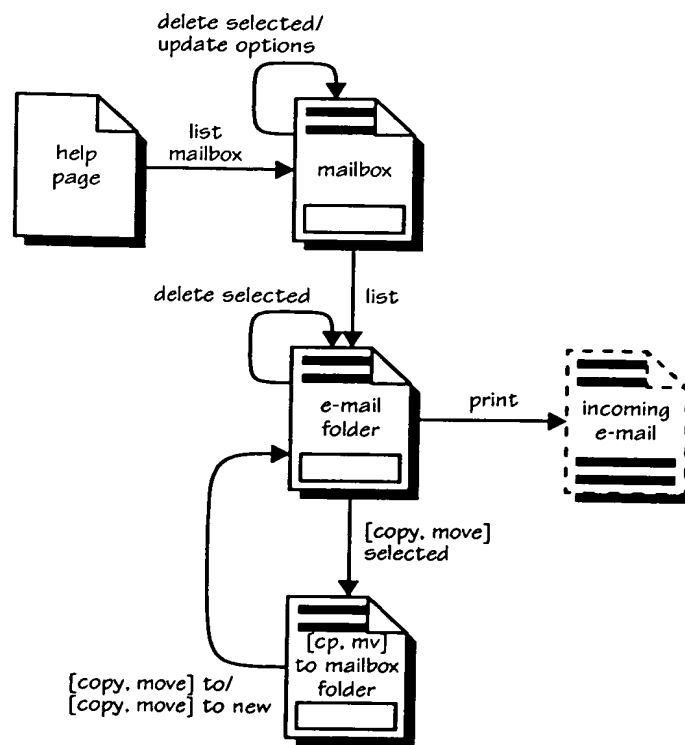 delete selected/
update options
help
page
list
mailbox
mailbox
delete selected
list
e-mail
folder
print
incoming
e-mail
[copy, move]
selected
[cp, mv]
to mailbox
folder
[copy, move] to/
[copy, move] to new